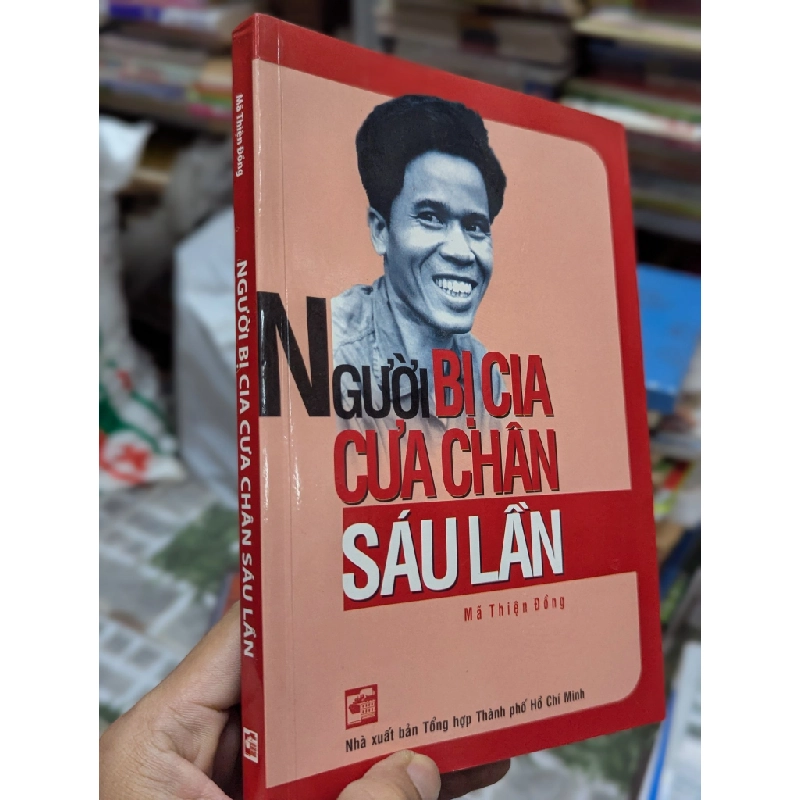 Mã Thiện Đồng
NGƯỜI BỊ CIA CƯA CHÂN SÁU LẦN
NGƯỜI BỊ CIA
CƯA CHÂN
SÁU LẦN
Mã Thiện Đồng
Nhà xuất bản Tổng hợp Thành phố Hồ Chí Minh